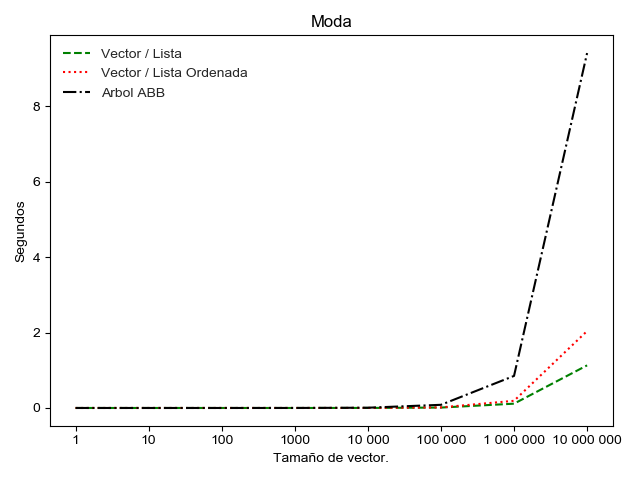 Moda
Vector / Lista
Vector / Lista Ordenada
Arbol ABB
Segundos
8
6
4
2
0
1 10 100 1000 10 000 100 000 1 000 000 10 000 000
Tamaño de vector.